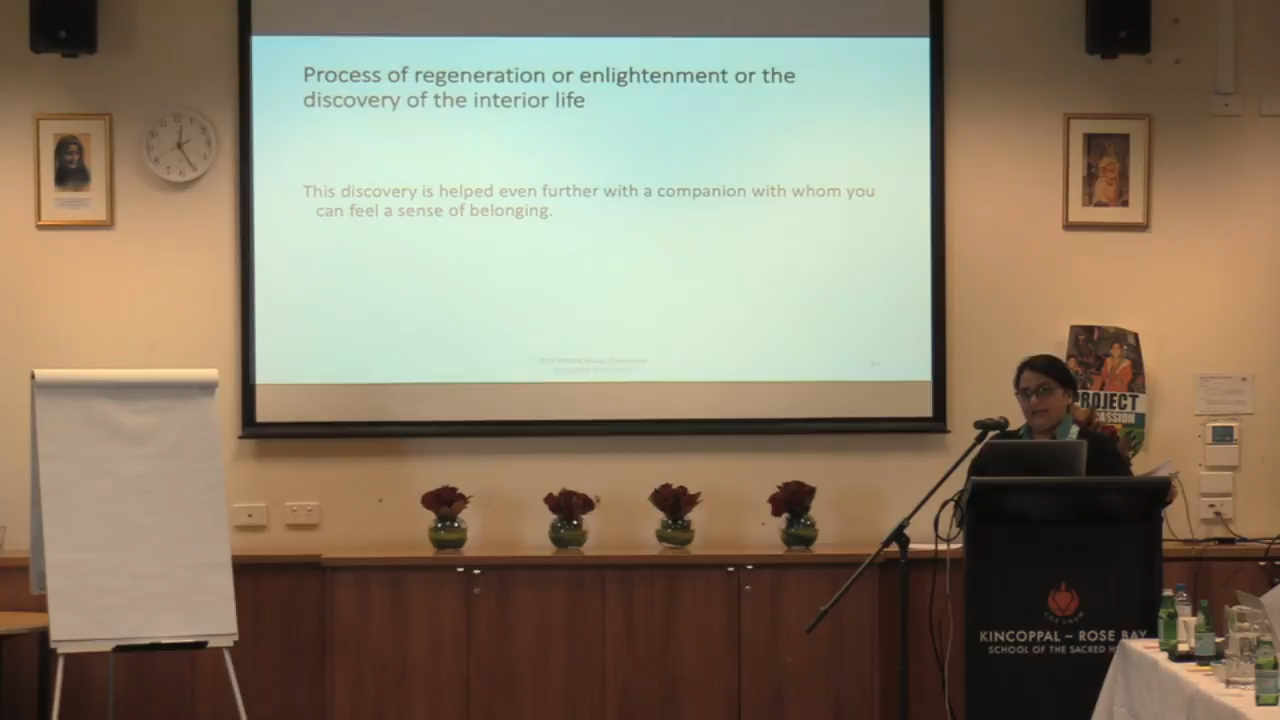 Process of regeneration or enlightenment or the
discovery of the interior life
This discovery is helped even further with a companion with whom you
can feel a sense of belonging.
PROJECT
KINCOPPAL – ROSE BAY
SCHOOL OF THE SACRED